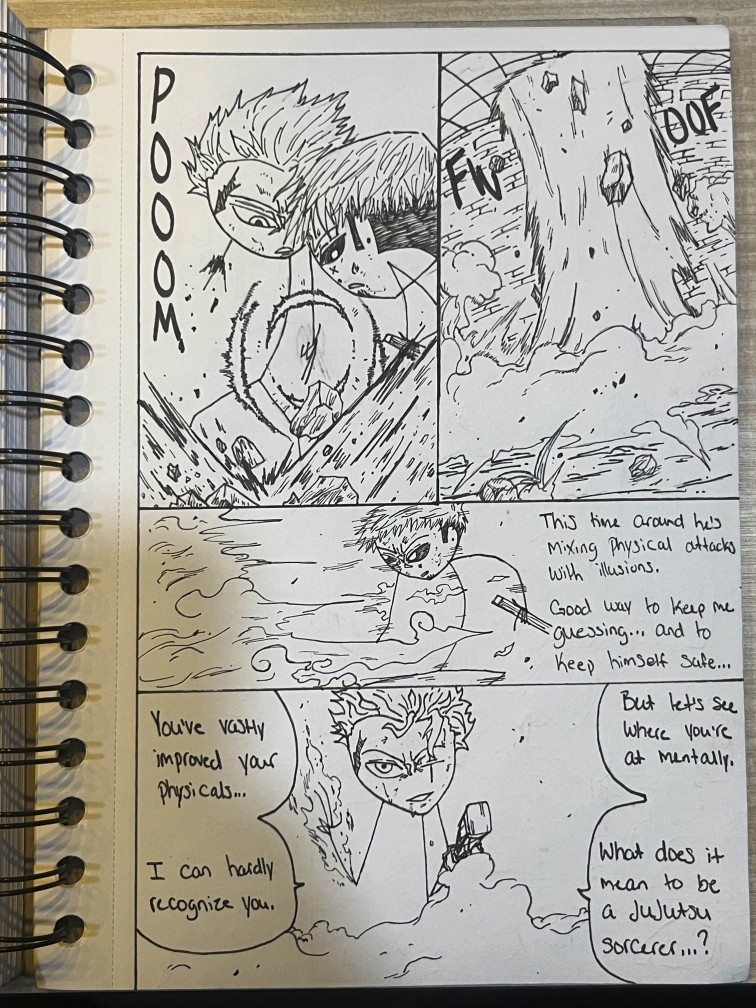 POOOM
FWOOF
This time around he's
Mixing Physical attacks
with illusions.
Good way to keep me
guessing... and to
keep himself safe...
You've vastly
improved your
physicals...
I can hardly
recognize you.
But let's see
where you're
at mentally.
What does it
mean to be
a JuJutsu
sorcerer...?